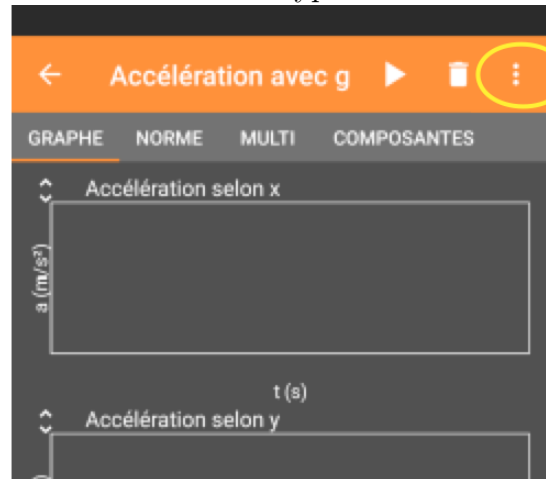 Accélération avec g
GRAPHE NORME MULTI COMPOSANTES
Accélération selon x
a (m/s²)
t (s)
Accélération selon y